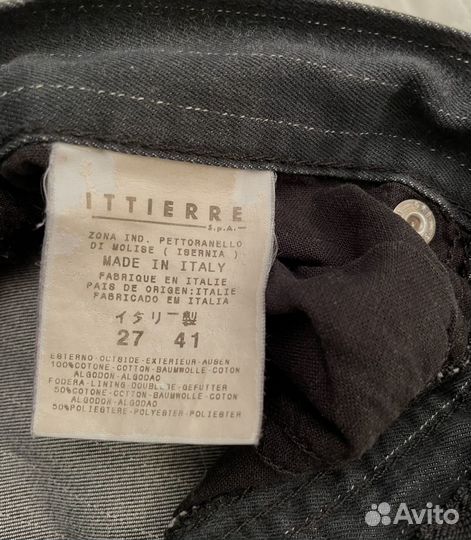 ITTIERRE
S.p.A.
ZONA IND. PETTORANELLO
DI MOLISE ( ISERNIA )
MADE IN ITALY
FABRIQUE EN ITALIE
PAIS DE ORIGEN:ITALIE
FABRICADO EM ITALIA
イタリー製
27 41
ESTERNO-OUTSIDE-EXTERIEUR-AUßEN
100%COTONE-COTTON-BAUMWOLLE-COTON
ALGODON-ALGODAO
FODERA-LINING-DOUBLURE-GEFUTTER
50%COTONE-COTTON-BAUMWOLLE-COTON
ALGODON-ALGODAO
50%POLIESTERE-POLYESTER-POLIESTER
Avito